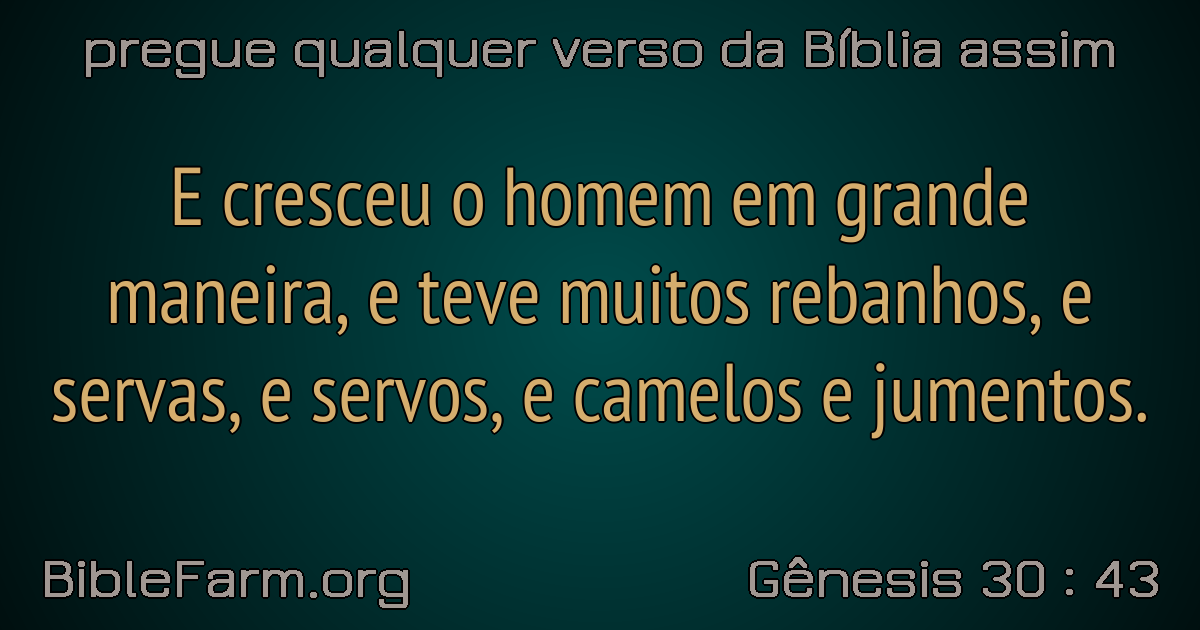 pregue qualquer verso da Bíblia assim
E cresceu o homem em grande
maneira, e teve muitos rebanhos, e
servas, e servos, e camelos e jumentos.
BibleFarm.org
Gênesis 30 : 43